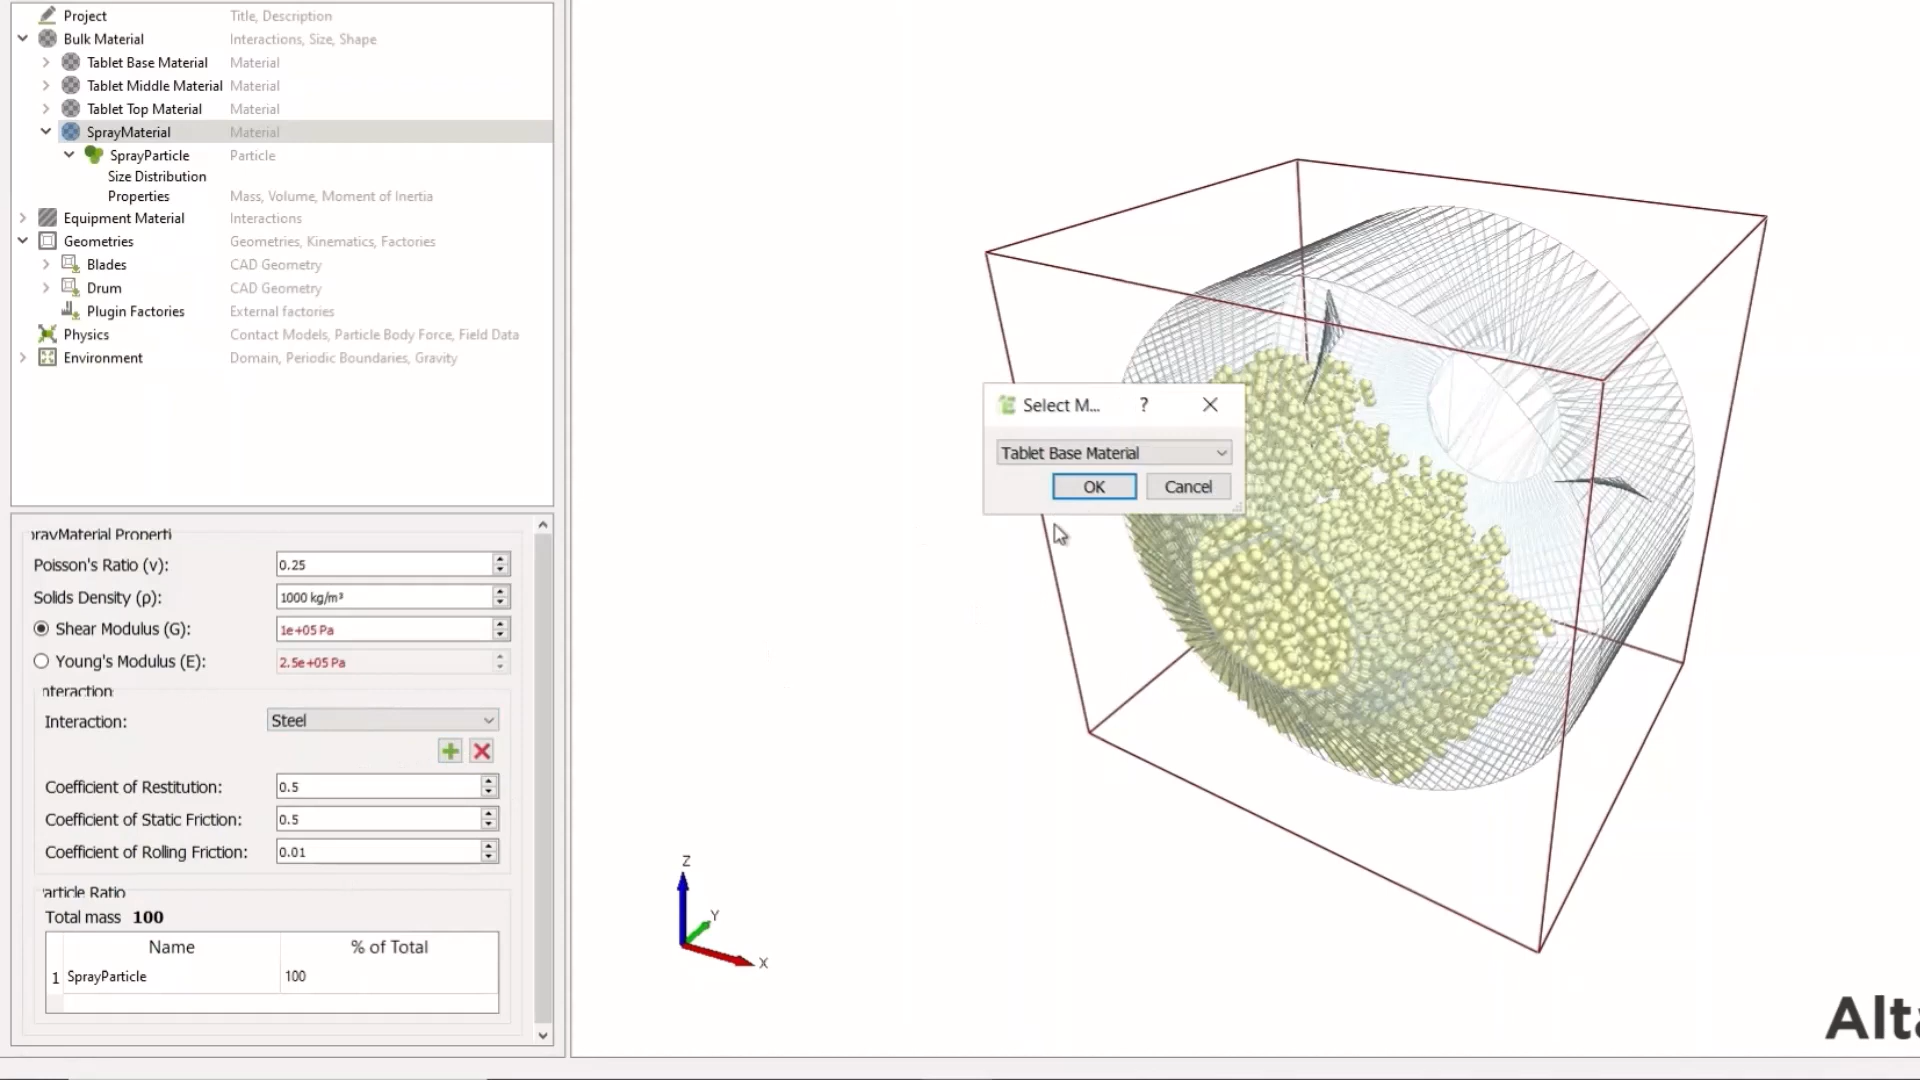 Project Title, Description
Bulk Material Interactions, Size, Shape
Tablet Base Material Material
Tablet Middle Material Material
Tablet Top Material Material
SprayMaterial Material
SprayParticle Particle
Size Distribution
Properties Mass, Volume, Moment of Inertia
Equipment Material Interactions
Geometries Geometries, Kinematics, Factories
Blades CAD Geometry
Drum CAD Geometry
Plugin Factories External factories
Physics Contact Models, Particle Body Force, Field Data
Environment Domain, Periodic Boundaries, Gravity
Select M... ?
Tablet Base Material
OK Cancel
prayMaterial Properti
Poisson's Ratio (ν): 0.25
Solids Density (ρ): 1000 kg/m³
Shear Modulus (G): 1e+05 Pa
Young's Modulus (E): 2.5e+05 Pa
nteraction
Interaction: Steel
Coefficient of Restitution: 0.5
Coefficient of Static Friction: 0.5
Coefficient of Rolling Friction: 0.01
article Ratio
Total mass 100
Name % of Total
1 SprayParticle 100
Z
Y
X
Alta